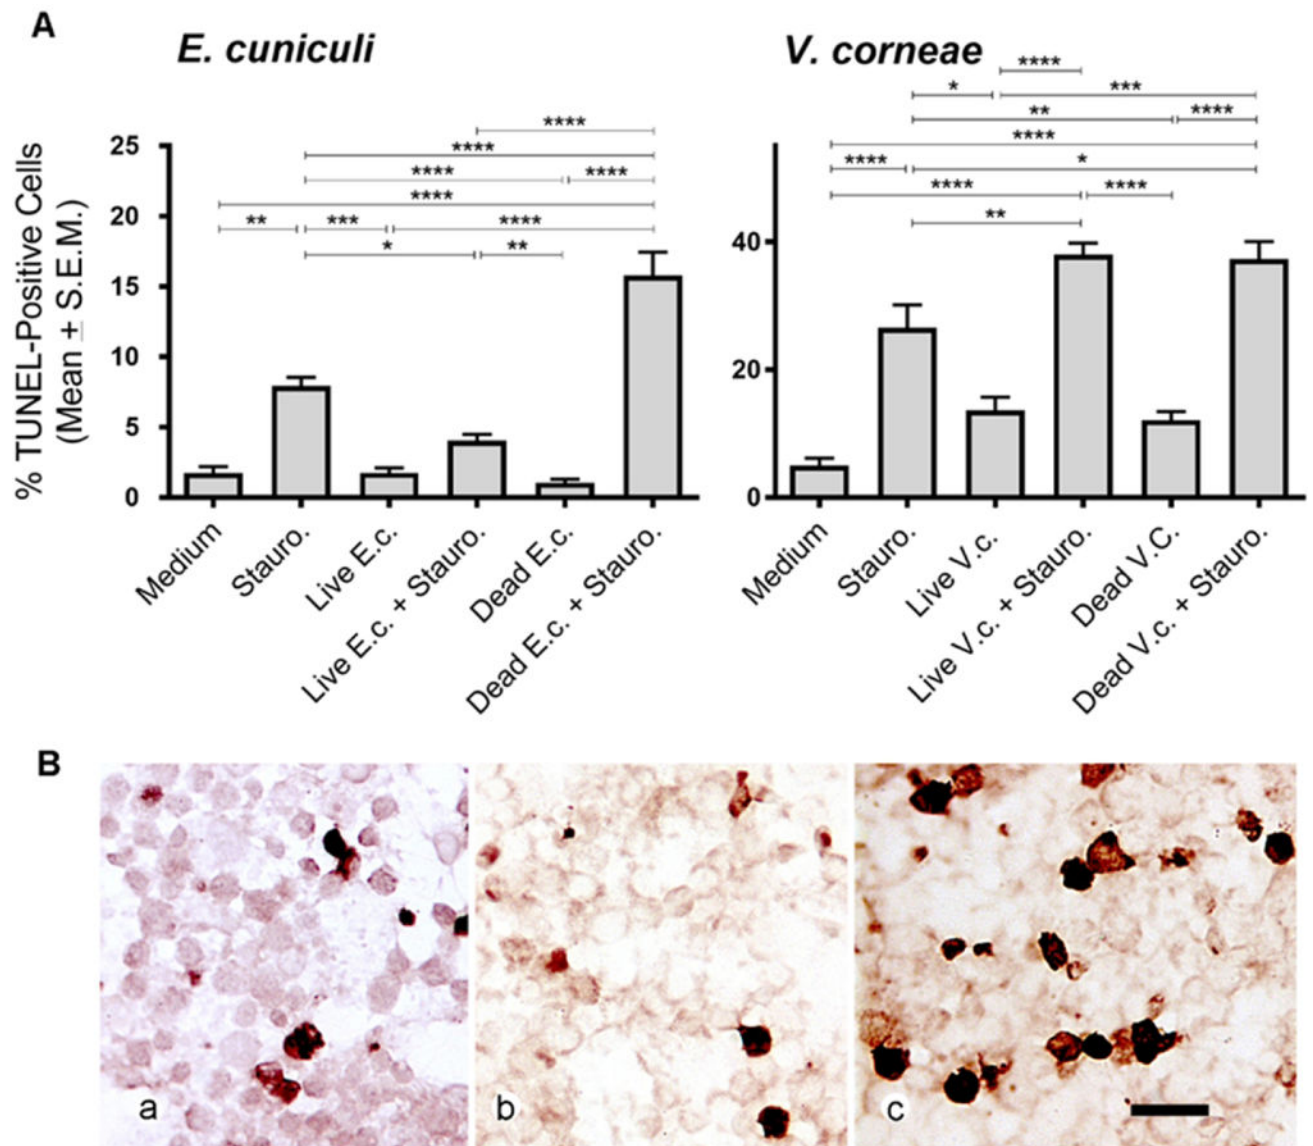 A
E. cuniculi
V. corneae
% TUNEL-Positive Cells
(Mean ± S.E.M.)
****
****
**** ****
****
** *** ****
* **
25
20
15
10
5
0
Medium
Stauro.
Live E.c.
Live E.c. + Stauro.
Dead E.c.
Dead E.c. + Stauro.
****
* ***
** ****
****
**** *
**** ****
**
40
20
0
Medium
Stauro.
Live V.c.
Live V.c. + Stauro.
Dead V.C.
Dead V.c. + Stauro.
B
a
b
c